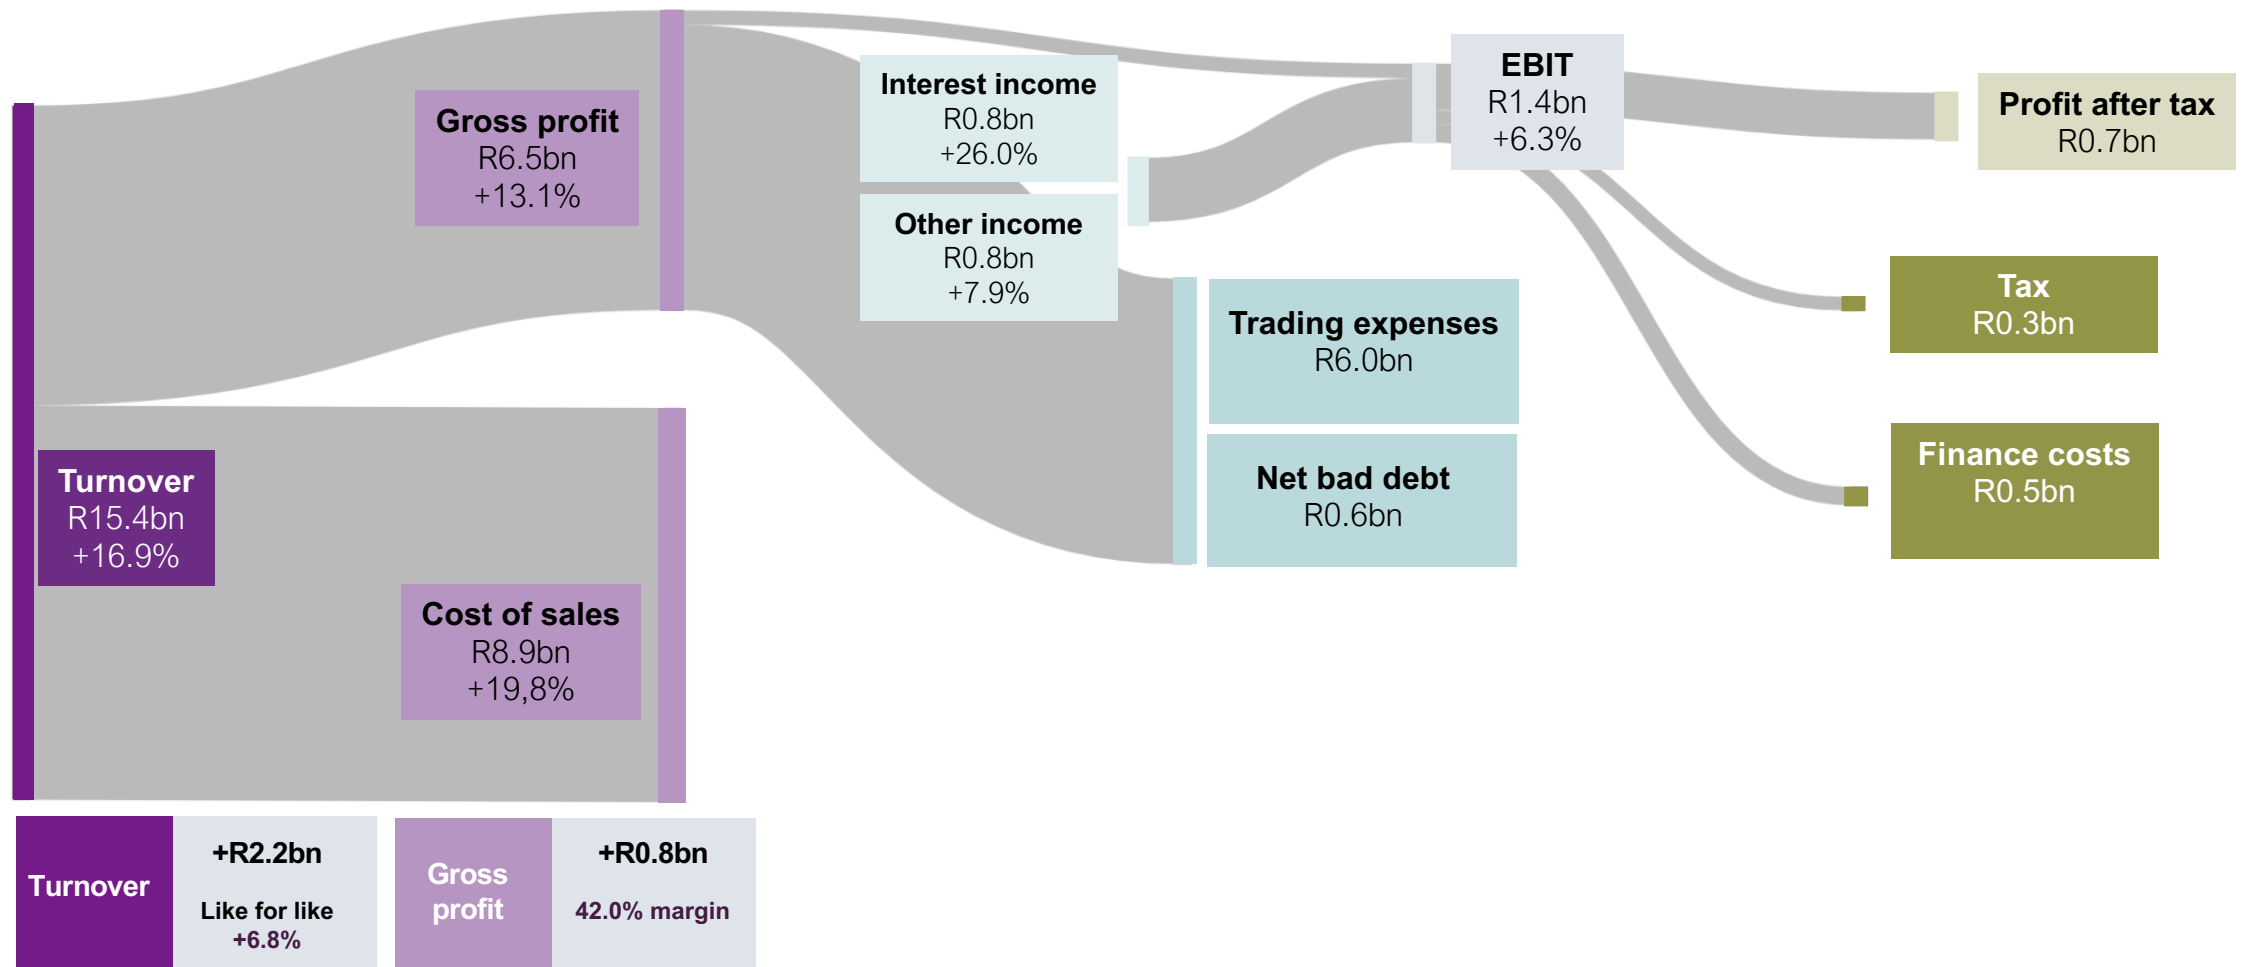 Turnover
R15.4bn
+16.9%
Gross profit
R6.5bn
+13.1%
Cost of sales
R8.9bn
+19,8%
Interest income
R0.8bn
+26.0%
Other income
R0.8bn
+7.9%
Trading expenses
R6.0bn
Net bad debt
R0.6bn
EBIT
R1.4bn
+6.3%
Profit after tax
R0.7bn
Tax
R0.3bn
Finance costs
R0.5bn
Turnover
+R2.2bn
Like for like
+6.8%
Gross
profit
+R0.8bn
42.0% margin